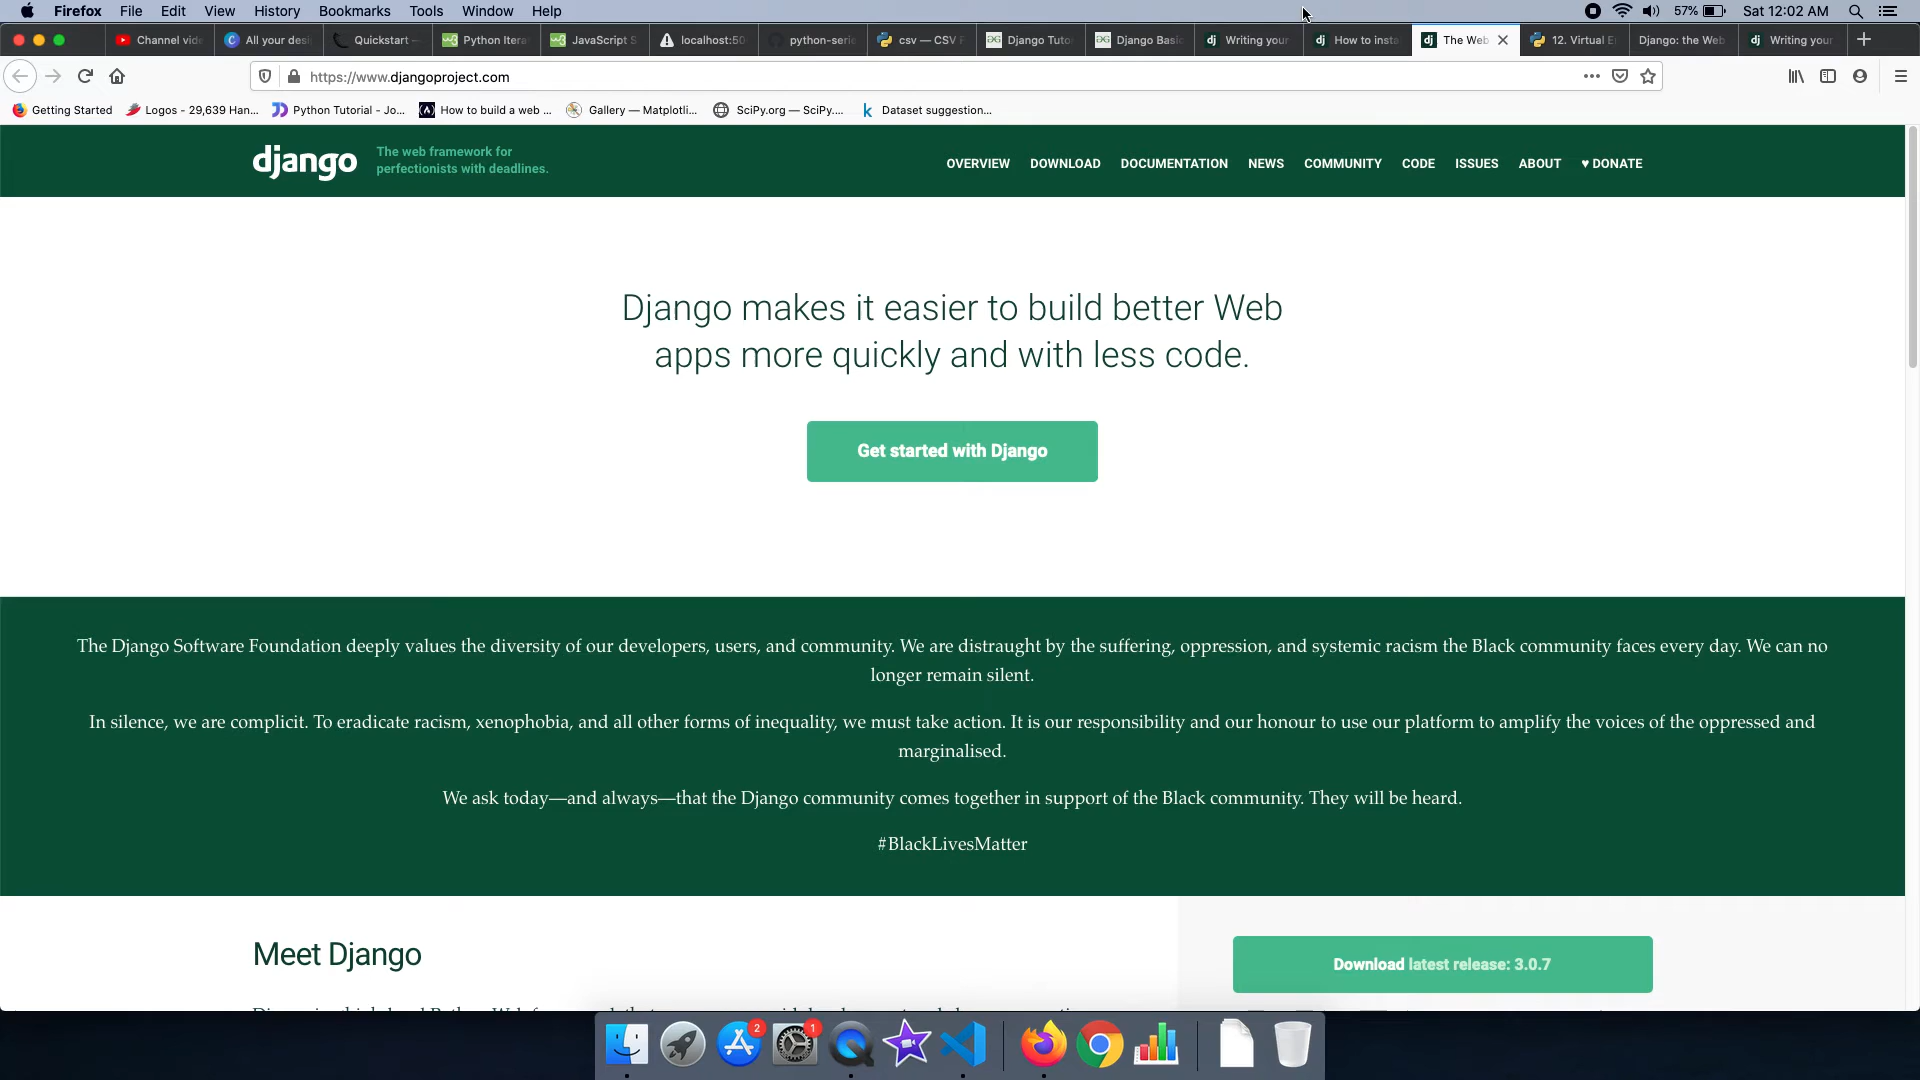 Firefox File Edit View History Bookmarks Tools Window Help 57% Sat 12:02 AM
Channel vide All your desi Quickstart — Python Itera JavaScript S localhost:50 python-serie csv — CSV F Django Tuto Django Basic Writing your How to insta The Web 12. Virtual E Django: the Web Writing your
https://www.djangoproject.com
Getting Started Logos - 29,639 Han... Python Tutorial - Jo... How to build a web ... Gallery — Matplotli... SciPy.org — SciPy.... Dataset suggestion...
django
The web framework for
perfectionists with deadlines.
OVERVIEW DOWNLOAD DOCUMENTATION NEWS COMMUNITY CODE ISSUES ABOUT ♥ DONATE
Django makes it easier to build better Web
apps more quickly and with less code.
Get started with Django
The Django Software Foundation deeply values the diversity of our developers, users, and community. We are distraught by the suffering, oppression, and systemic racism the Black community faces every day. We can no
longer remain silent.
In silence, we are complicit. To eradicate racism, xenophobia, and all other forms of inequality, we must take action. It is our responsibility and our honour to use our platform to amplify the voices of the oppressed and
marginalised.
We ask today—and always—that the Django community comes together in support of the Black community. They will be heard.
#BlackLivesMatter
Meet Django
Download latest release: 3.0.7
2 1